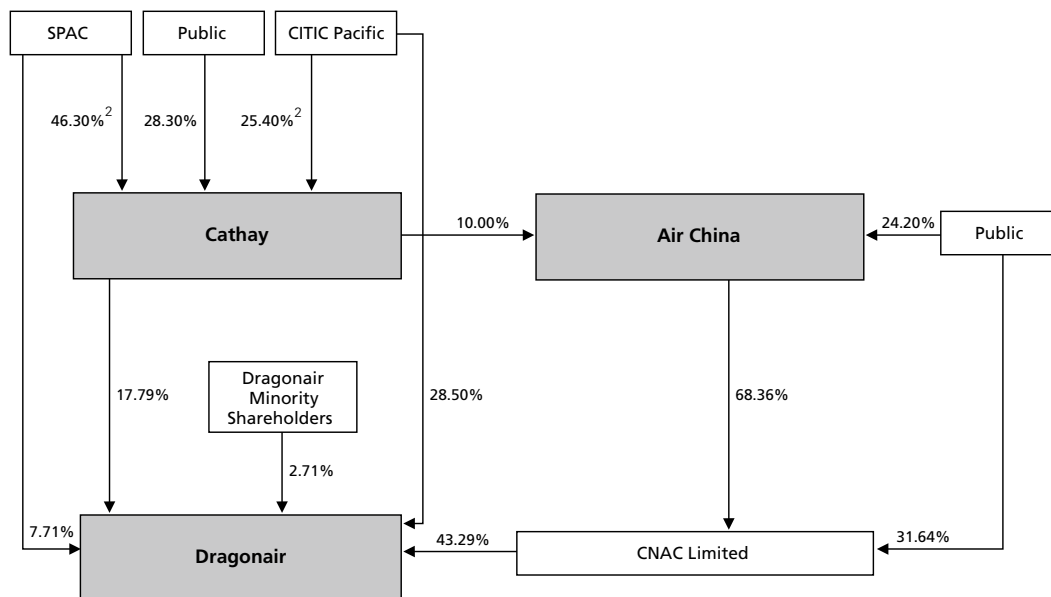 SPAC
Public
CITIC Pacific
46.30%2
28.30%
25.40%2
Cathay
10.00%
Air China
24.20%
Public
17.79%
Dragonair
Minority
Shareholders
28.50%
68.36%
2.71%
7.71%
Dragonair
43.29%
CNAC Limited
31.64%